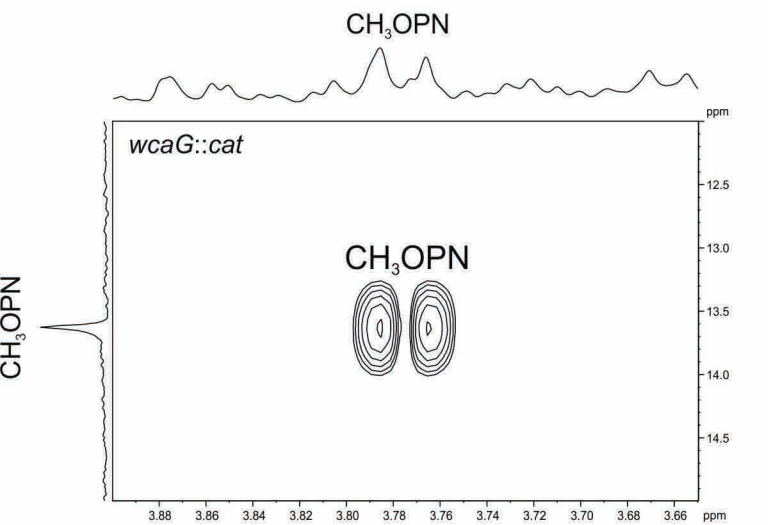 CH₃OPN
ppm
wcaG::cat
12.5
13.0
CH₃OPN
13.5
CH₃OPN
14.0
14.5
3.88 3.86 3.84 3.82 3.80 3.78 3.76 3.74 3.72 3.70 3.68 3.66 ppm